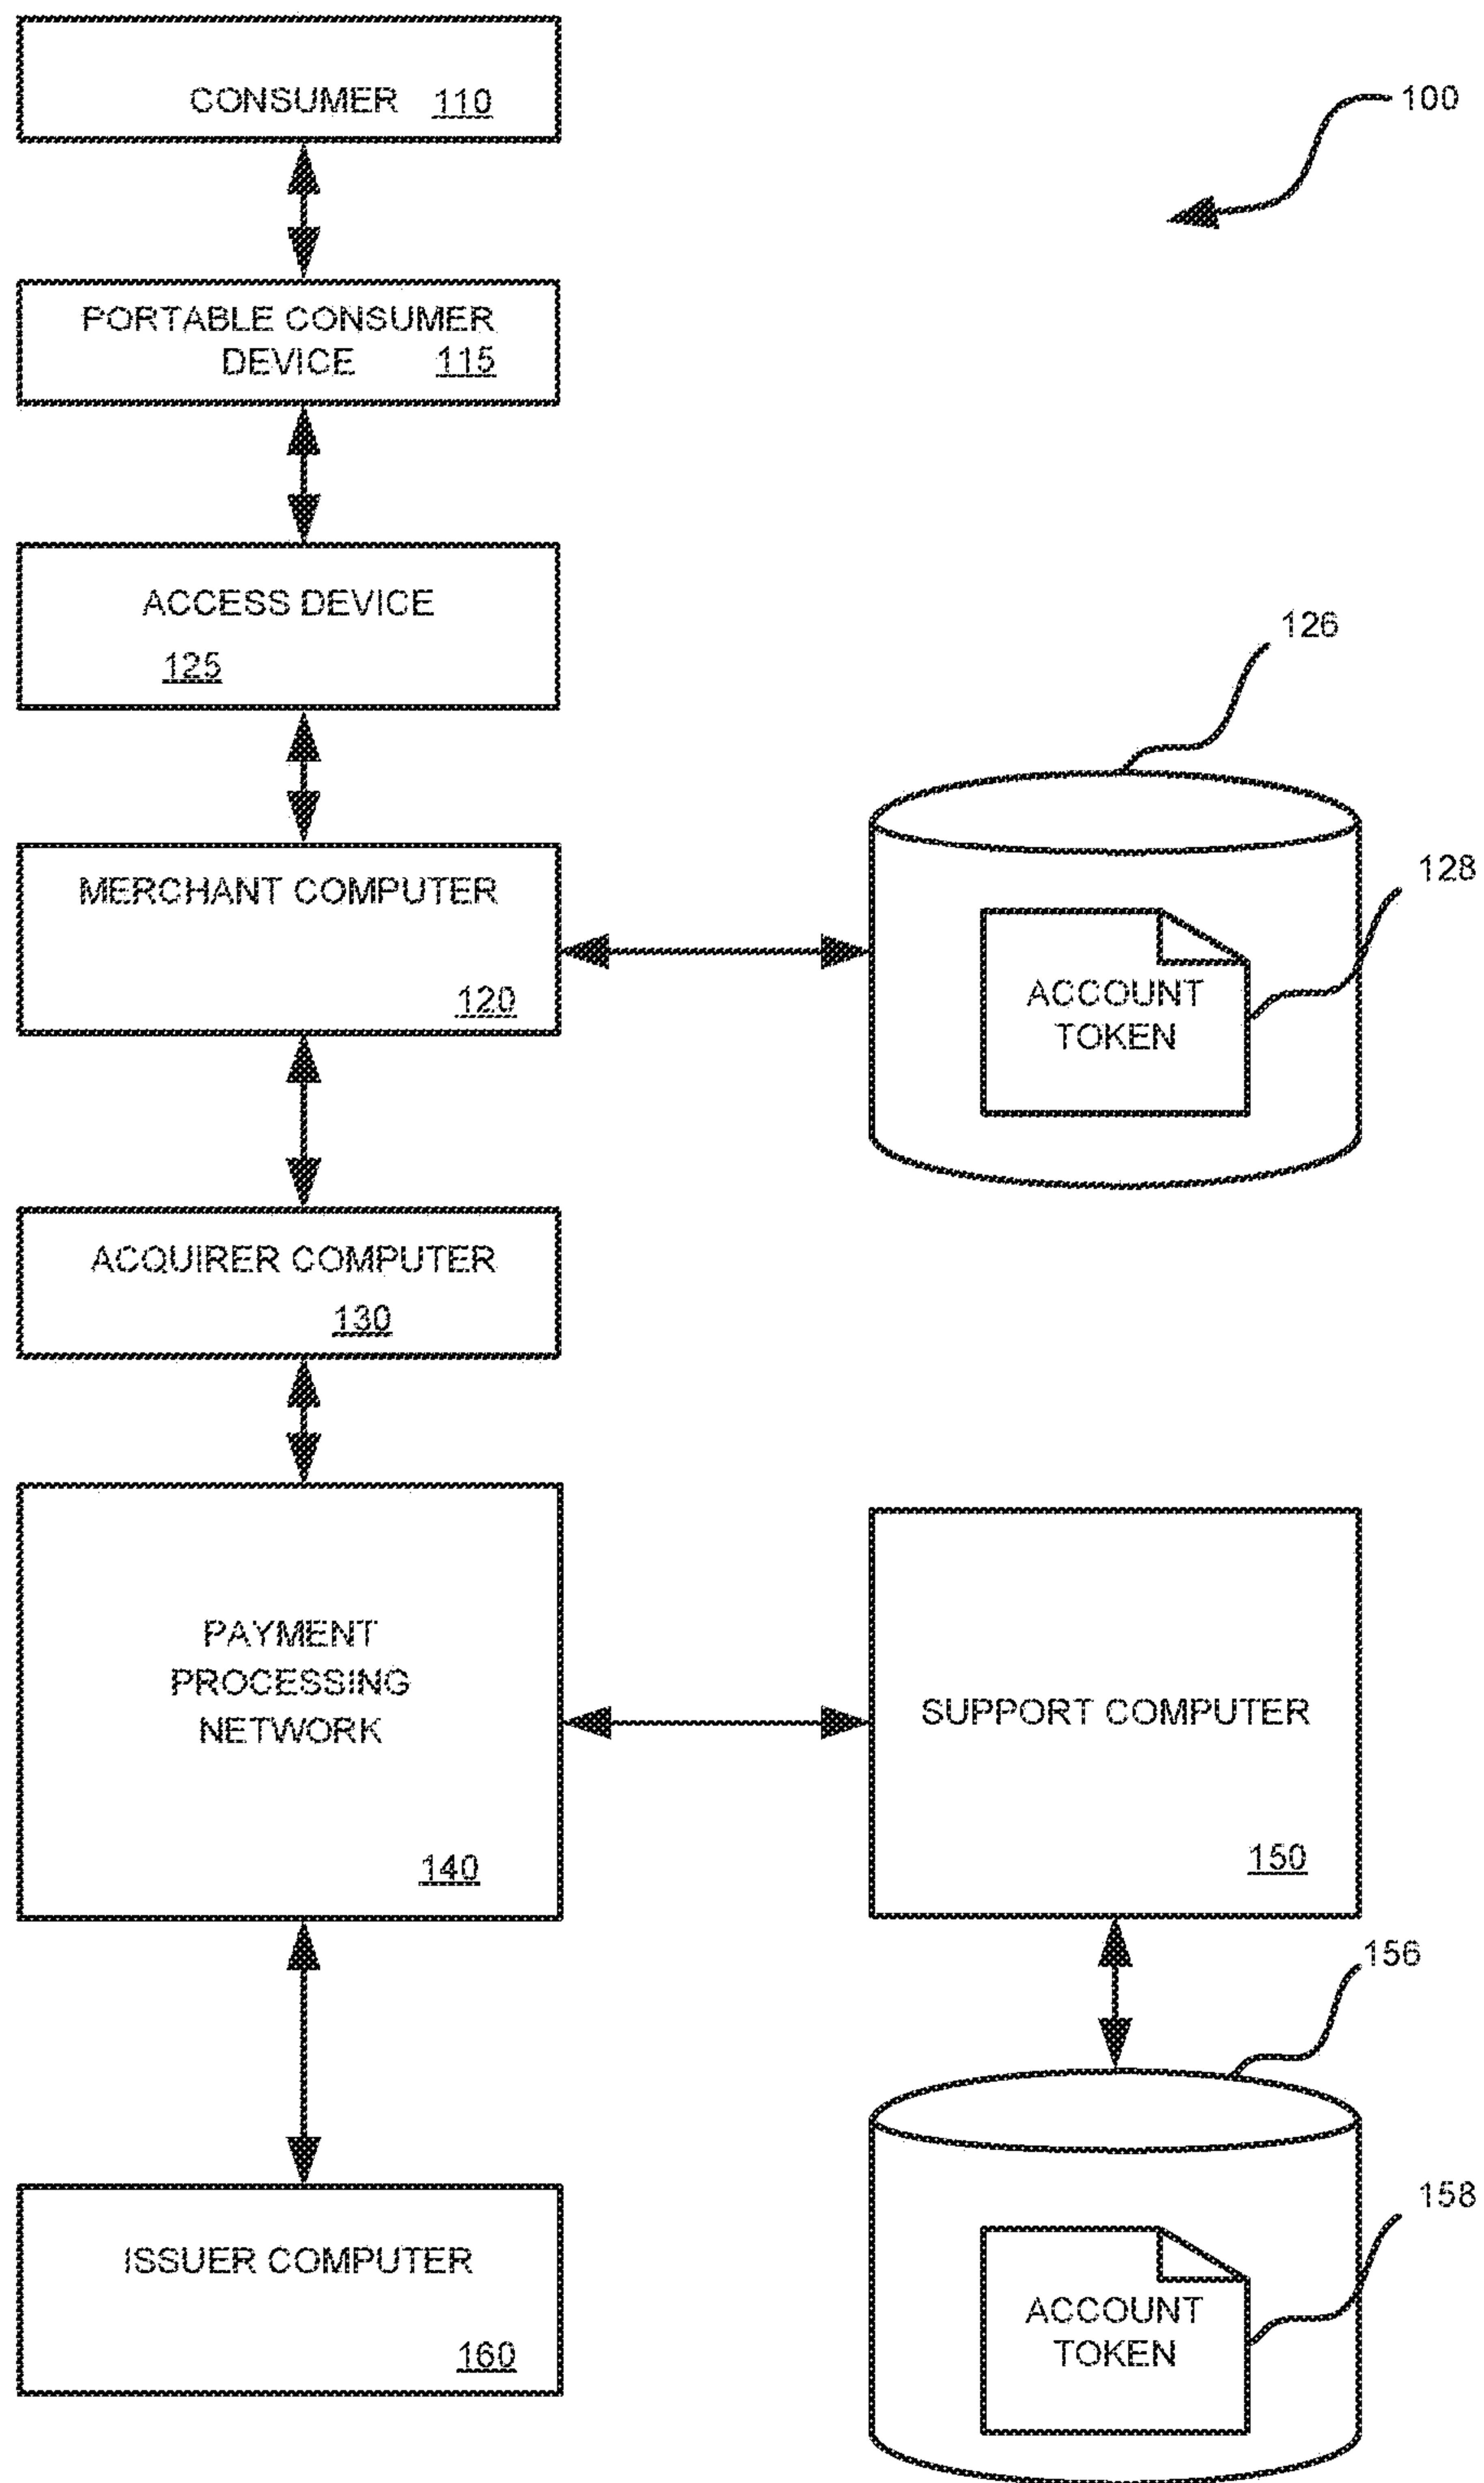 CONSUMER 110
100
PORTABLE CONSUMER
DEVICE 115
ACCESS DEVICE
125
126
MERCHANT COMPUTER
120
128
ACCOUNT
TOKEN
ACQUIRER COMPUTER
130
PAYMENT
PROCESSING
NETWORK
140
SUPPORT COMPUTER
150
156
ISSUER COMPUTER
160
158
ACCOUNT
TOKEN